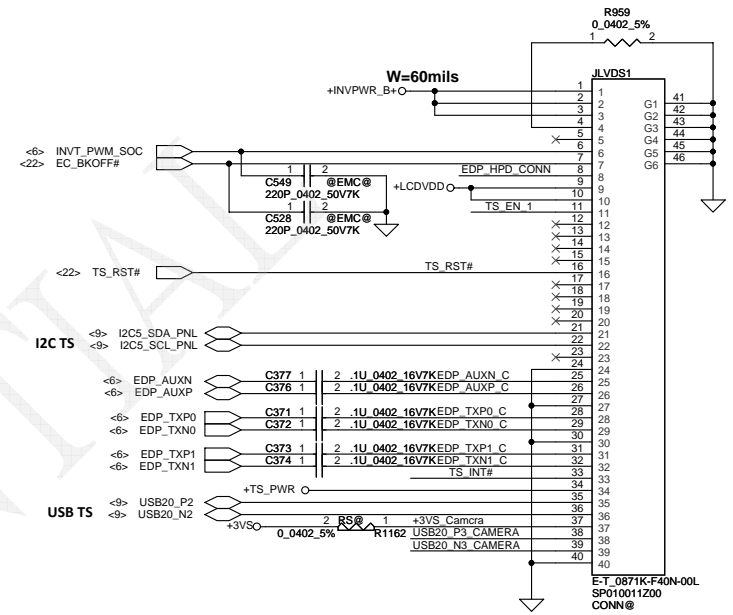 R959
0_0402_5%
1 2
JLVDS1
W=60mils
+INVPWR_B+
1 1
2 2
3 3
4 4
5 5
6 6
7 7
8 8
9 9
10 10
11 11
12 12
13 13
14 14
15 15
16 16
17 17
18 18
19 19
20 20
21 21
22 22
23 23
24 24
25 25
26 26
27 27
28 28
29 29
30 30
31 31
32 32
33 33
34 34
35 35
36 36
37 37
38 38
39 39
40 40
G1 41
G2 42
G3 43
G4 44
G5 45
G6 46
<6> INVT_PWM_SOC
<22> EC_BKOFF#
EDP_HPD_CONN
1 2
C549 @EMC@
220P_0402_50V7K
+LCDVDD
TS_EN_1
1 2
C528 @EMC@
220P_0402_50V7K
<22> TS_RST# TS_RST#
I2C TS
<9> I2C5_SDA_PNL
<9> I2C5_SCL_PNL
<6> EDP_AUXN C377 1 2 .1U_0402_16V7K EDP_AUXN_C
<6> EDP_AUXP C376 1 2 .1U_0402_16V7K EDP_AUXP_C
<6> EDP_TXP0 C371 1 2 .1U_0402_16V7K EDP_TXP0_C
<6> EDP_TXN0 C372 1 2 .1U_0402_16V7K EDP_TXN0_C
<6> EDP_TXP1 C373 1 2 .1U_0402_16V7K EDP_TXP1_C
<6> EDP_TXN1 C374 1 2 .1U_0402_16V7K EDP_TXN1_C
TS_INT#
+TS_PWR
USB TS
<9> USB20_P2
<9> USB20_N2
+3VS 2 RS@ 1 +3VS_Camcra
0_0402_5% R1162
USB20_P3_CAMERA
USB20_N3_CAMERA
E-T_0871K-F40N-00L
SP010011Z00
CONN@
NTIAL